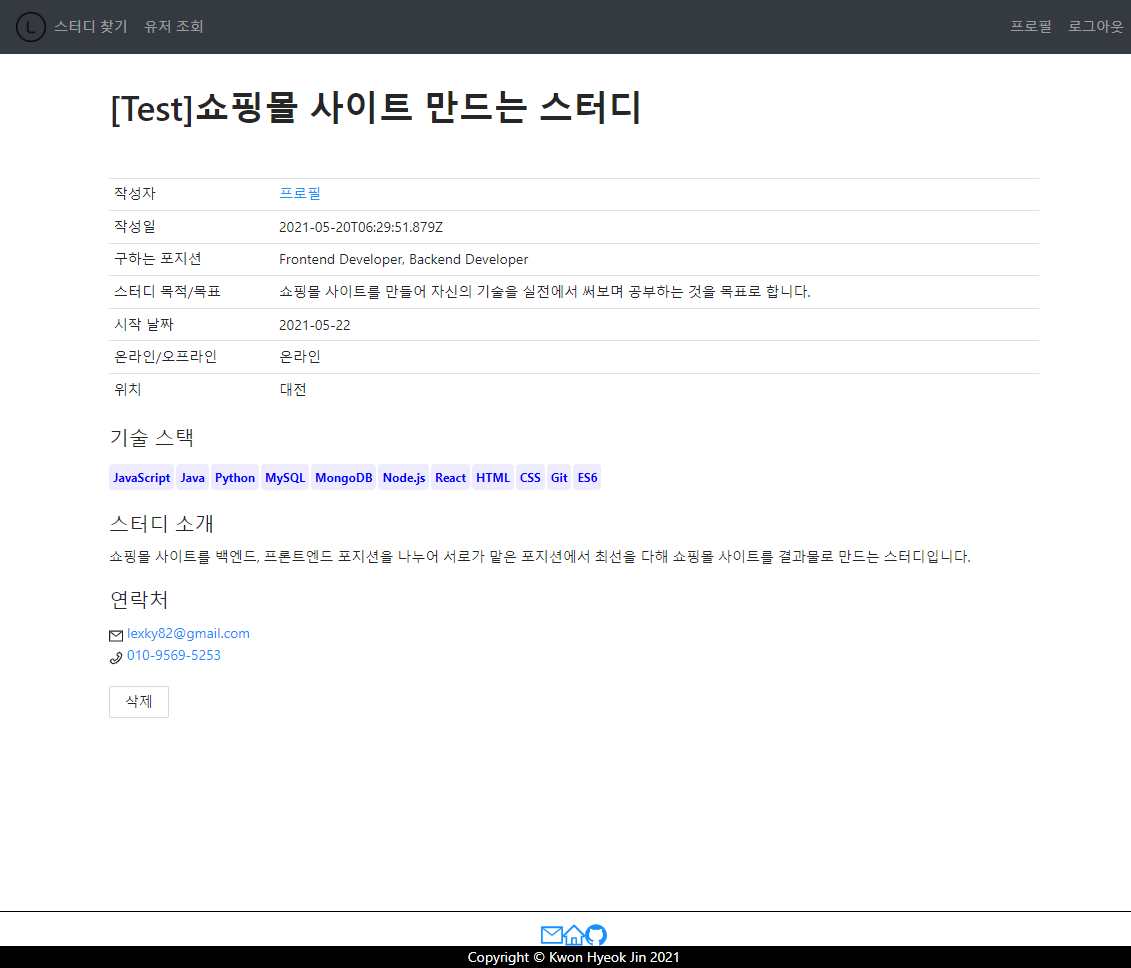 L 스터디 찾기 유저 조회 프로필 로그아웃
[Test]쇼핑몰 사이트 만드는 스터디
작성자 프로필
작성일 2021-05-20T06:29:51.879Z
구하는 포지션 Frontend Developer, Backend Developer
스터디 목적/목표 쇼핑몰 사이트를 만들어 자신의 기술을 실전에서 써보며 공부하는 것을 목표로 합니다.
시작 날짜 2021-05-22
온라인/오프라인 온라인
위치 대전
기술 스택
JavaScript Java Python MySQL MongoDB Node.js React HTML CSS Git ES6
스터디 소개
쇼핑몰 사이트를 백엔드, 프론트엔드 포지션을 나누어 서로가 맡은 포지션에서 최선을 다해 쇼핑몰 사이트를 결과물로 만드는 스터디입니다.
연락처
lexky82@gmail.com
010-9569-5253
삭제
Copyright © Kwon Hyeok Jin 2021